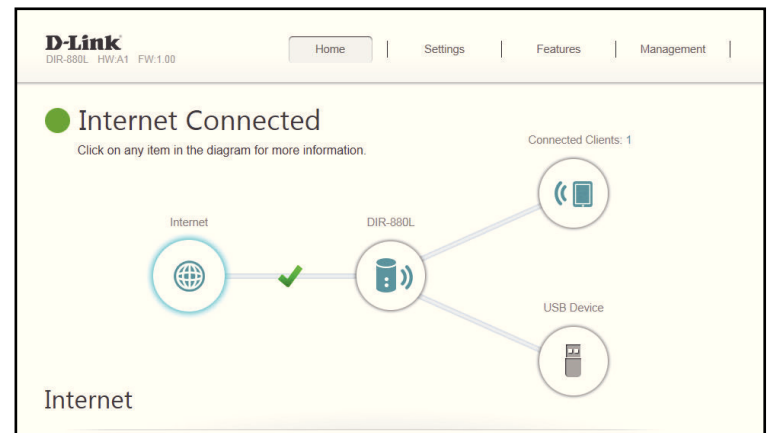 D-Link
DIR-880L HW:A1 FW:1.00
Home
Settings
Features
Management
Internet Connected
Click on any item in the diagram for more information.
Connected Clients: 1
Internet
DIR-880L
USB Device
Internet